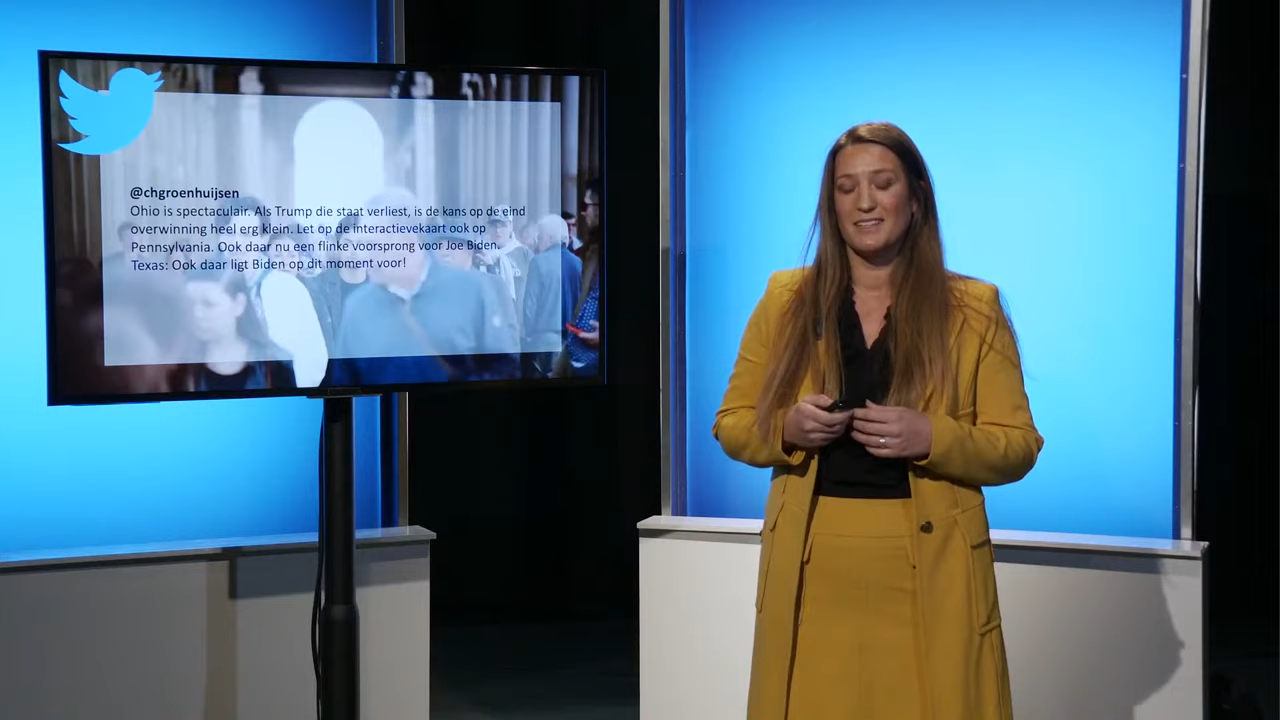 @chgroenhuijsen
Ohio is spectaculair. Als Trump die staat verliest, is de kans op de eind
overwinning heel erg klein. Let op de interactievekaart ook op
Pennsylvania. Ook daar nu een flinke voorsprong voor Joe Biden.
Texas: Ook daar ligt Biden op dit moment voor!